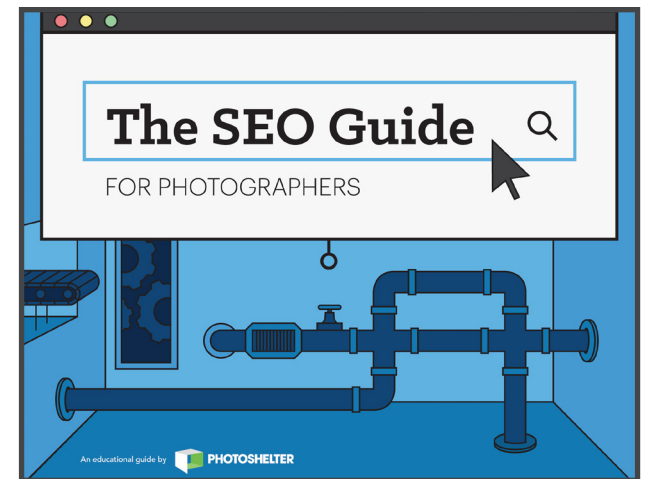 The SEO Guide
FOR PHOTOGRAPHERS
An educational guide by PHOTOSHELTER